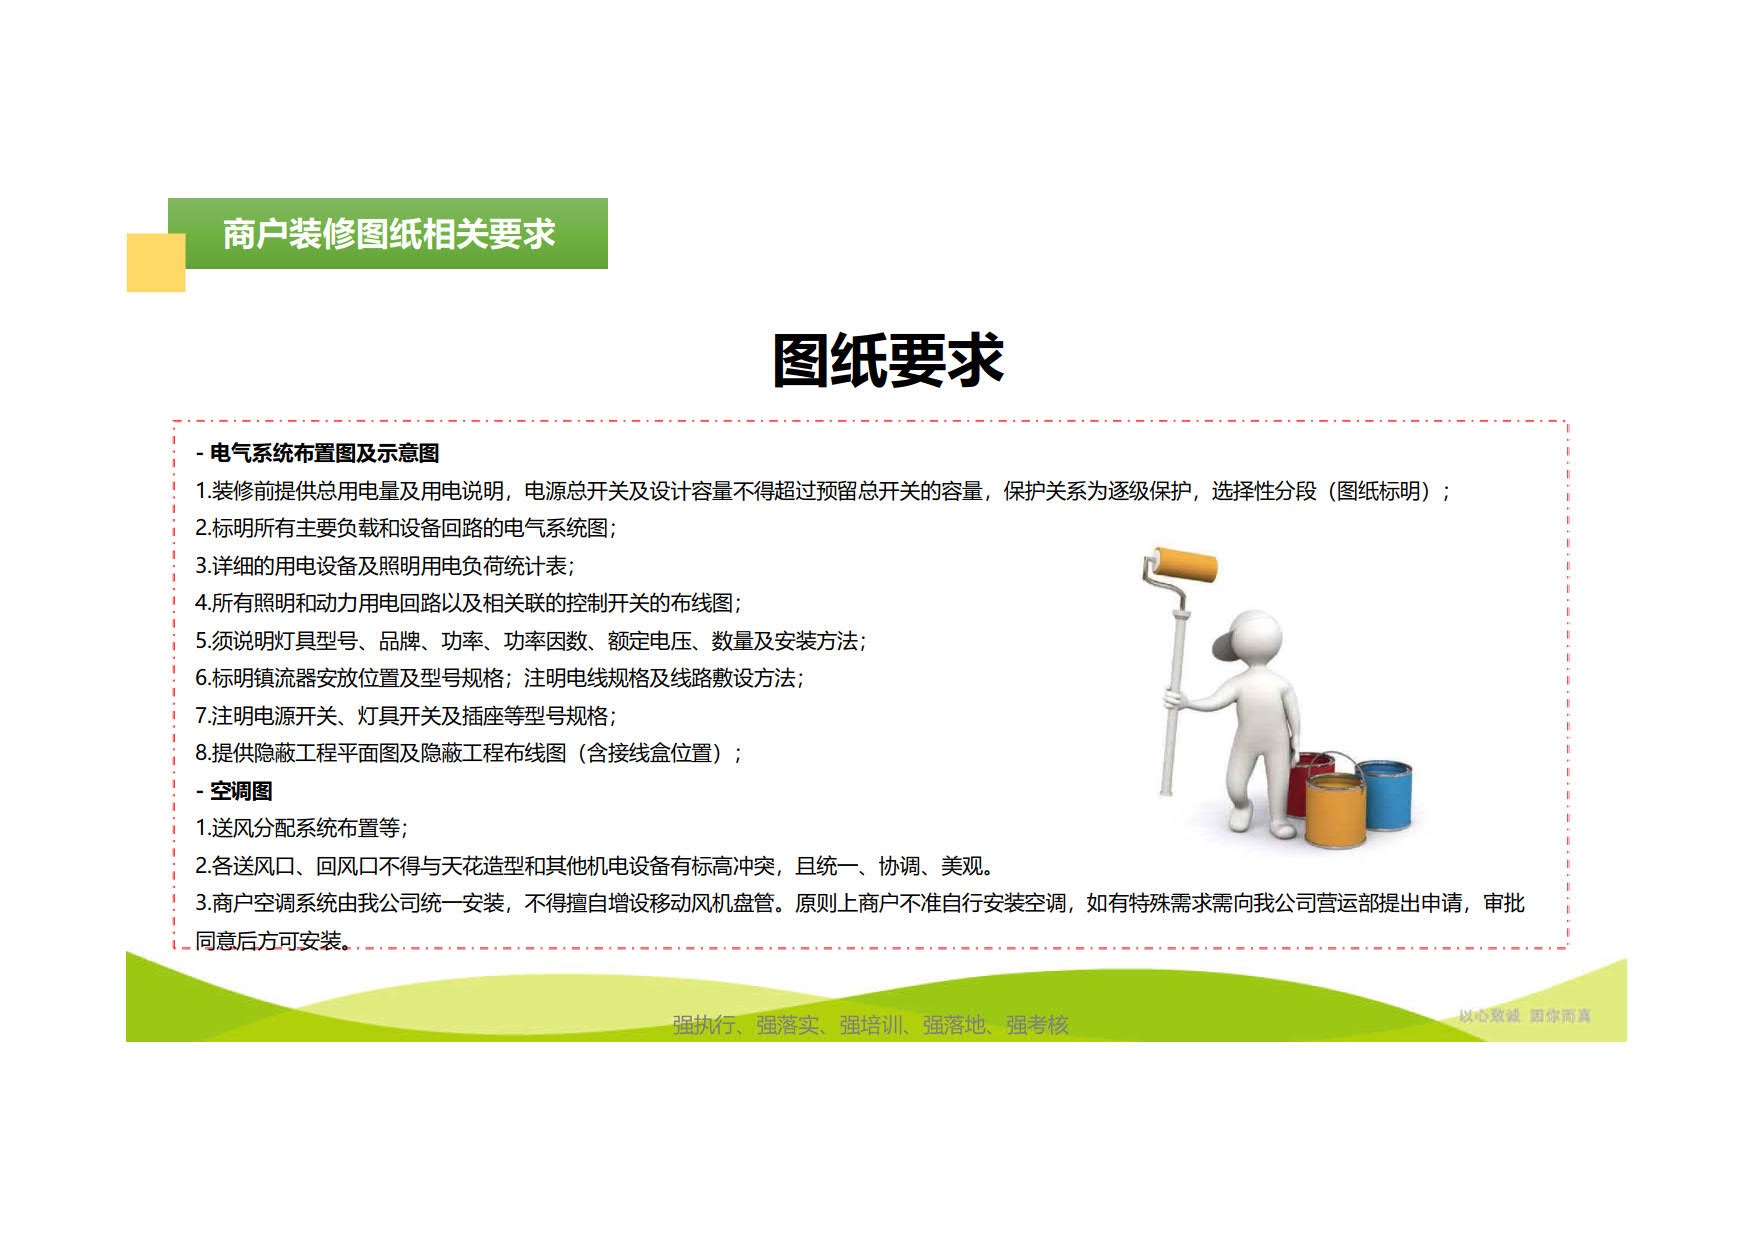 商户装修图纸相关要求
图纸要求
- 电气系统布置图及示意图
1.装修前提供总用电量及用电说明，电源总开关及设计容量不得超过预留总开关的容量，保护关系为逐级保护，选择性分段（图纸标明）;
2.标明所有主要负载和设备回路的电气系统图;
3.详细的用电设备及照明用电负荷统计表;
4.所有照明和动力用电回路以及相关联的控制开关的布线图;
5.须说明灯具型号、品牌、功率、功率因数、额定电压、数量及安装方法;
6.标明镇流器安放位置及型号规格；注明电线规格及线路敷设方法;
7.注明电源开关、灯具开关及插座等型号规格;
8.提供隐蔽工程平面图及隐蔽工程布线图（含接线盒位置）;
- 空调图
1.送风分配系统布置等;
2.各送风口、回风口不得与天花造型和其他机电设备有标高冲突，且统一、协调、美观。
3.商户空调系统由我公司统一安装，不得擅自增设移动风机盘管。原则上商户不准自行安装空调，如有特殊需求需向我公司营运部提出申请，审批
同意后方可安装。
强执行、强落实、强培训、强落地、强考核
以心致诚 因你而真